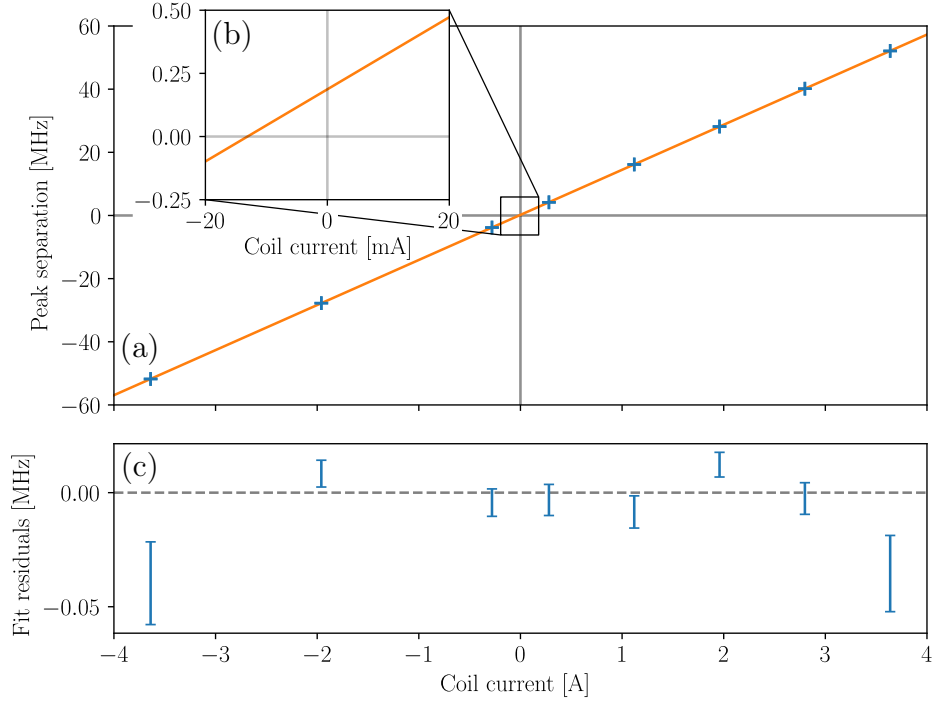 (b)
0.50
0.25
0.00
−0.25
−20
0
20
Coil current [mA]
Peak separation [MHz]
60
40
20
0
−20
−40
−60
(a)
(c)
Fit residuals [MHz]
0.00
−0.05
−4 −3 −2 −1 0 1 2 3 4
Coil current [A]